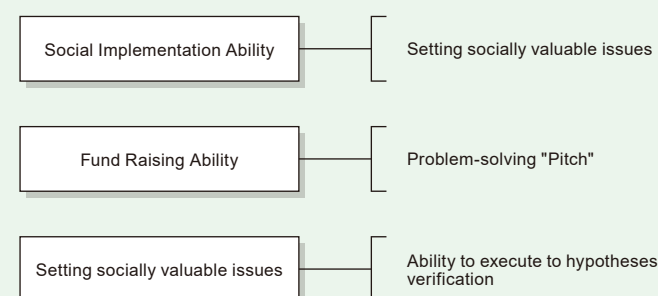 Social Implementation Ability
Setting socially valuable issues
Fund Raising Ability
Problem-solving "Pitch"
Setting socially valuable issues
Ability to execute to hypotheses
verification